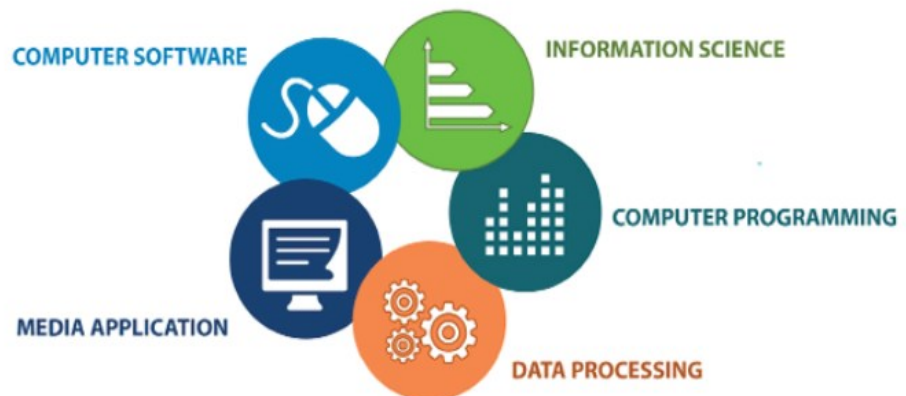 COMPUTER SOFTWARE
INFORMATION SCIENCE
COMPUTER PROGRAMMING
MEDIA APPLICATION
DATA PROCESSING